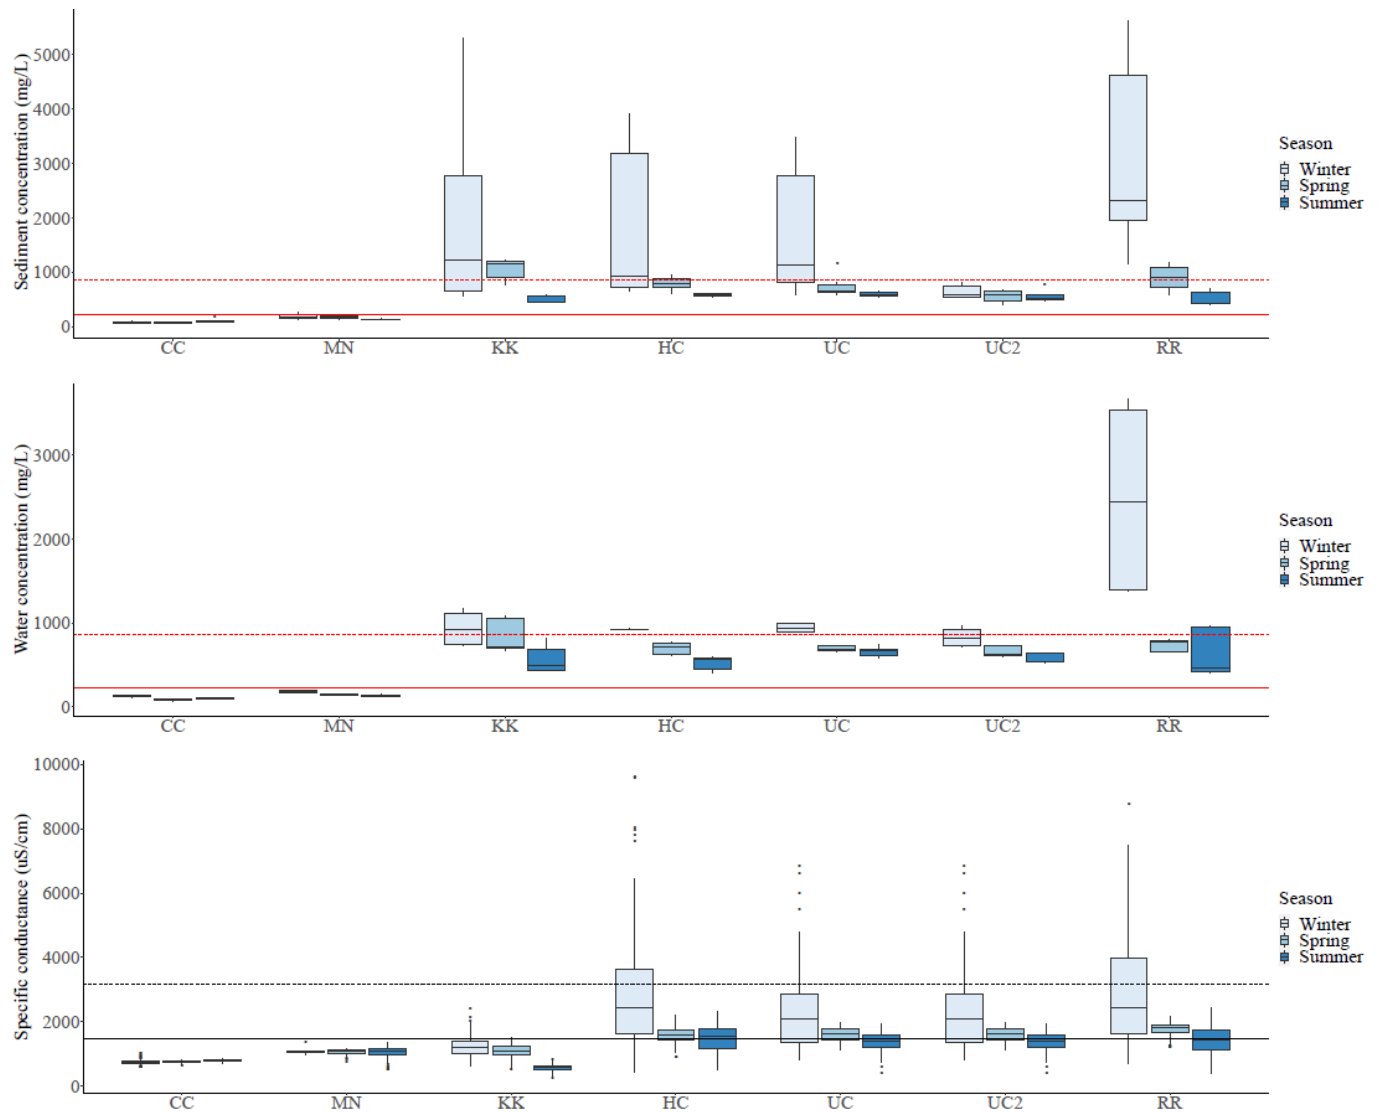 Sediment concentration (mg/L)
5000
4000
3000
2000
1000
0
CC MN KK HC UC UC2 RR
Season
Winter
Spring
Summer
Water concentration (mg/L)
3000
2000
1000
0
CC MN KK HC UC UC2 RR
Season
Winter
Spring
Summer
Specific conductance (uS/cm)
10000
8000
6000
4000
2000
0
CC MN KK HC UC UC2 RR
Season
Winter
Spring
Summer